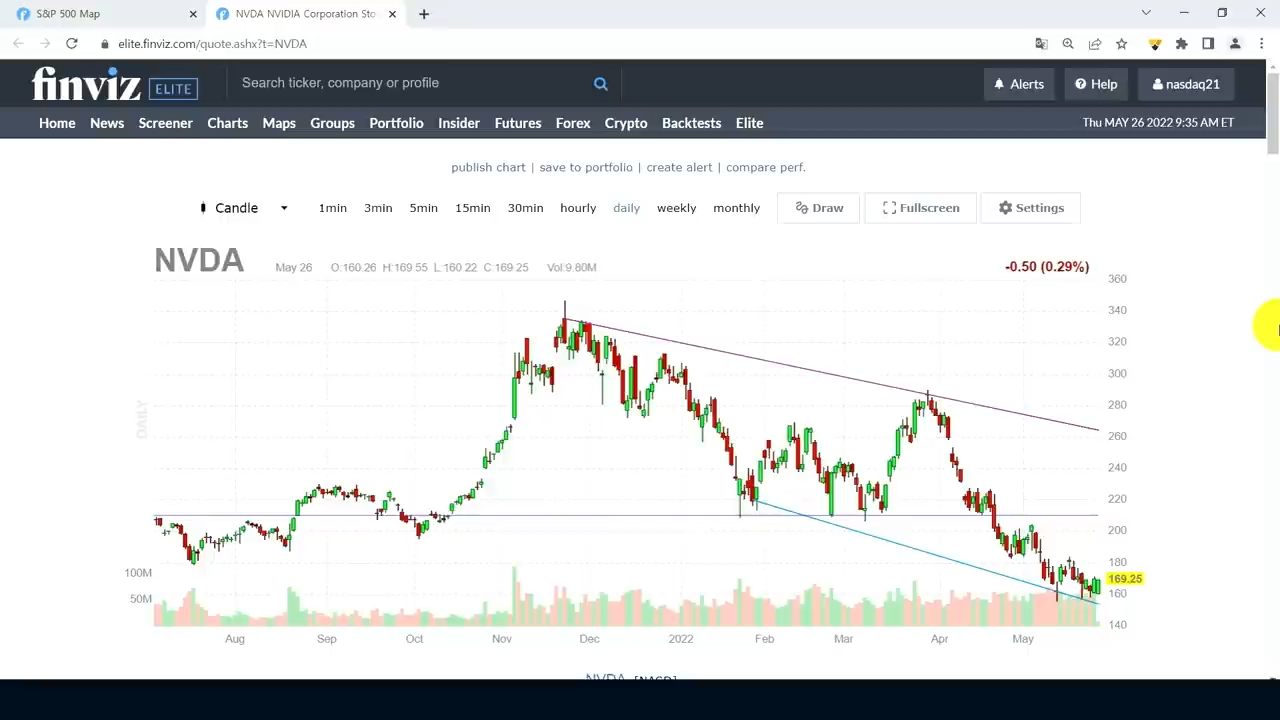 S&P 500 Map
NVDA NVIDIA Corporation Sto
elite.finviz.com/quote.ashx?t=NVDA
finviz ELITE
Search ticker, company or profile
Alerts
Help
nasdaq21
Home News Screener Charts Maps Groups Portfolio Insider Futures Forex Crypto Backtests Elite
Thu MAY 26 2022 9:35 AM ET
publish chart | save to portfolio | create alert | compare perf.
Candle 1min 3min 5min 15min 30min hourly daily weekly monthly Draw Fullscreen Settings
NVDA May 26 O:160.26 H:169.55 L:160.22 C:169.25 Vol:9.80M -0.50 (0.29%)
360
340
320
300
280
260
240
220
200
180
169.25
160
140
DAILY
100M
50M
Aug Sep Oct Nov Dec 2022 Feb Mar Apr May
NVDA [NASD]